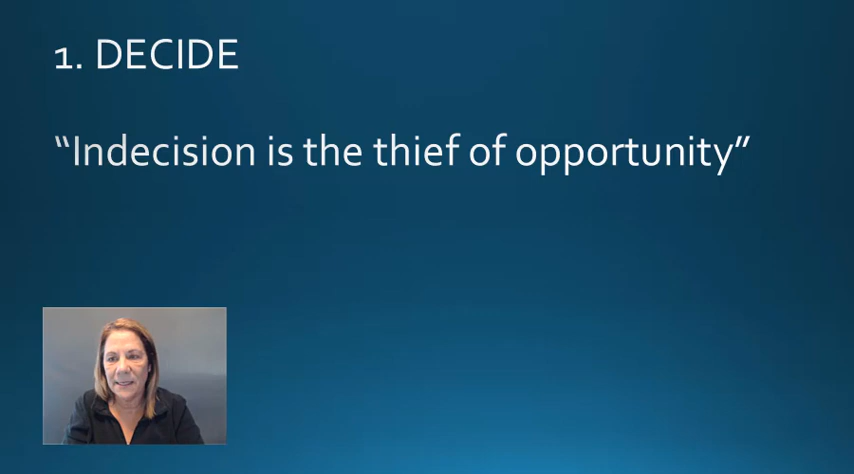 1. DECIDE
“Indecision is the thief of opportunity”